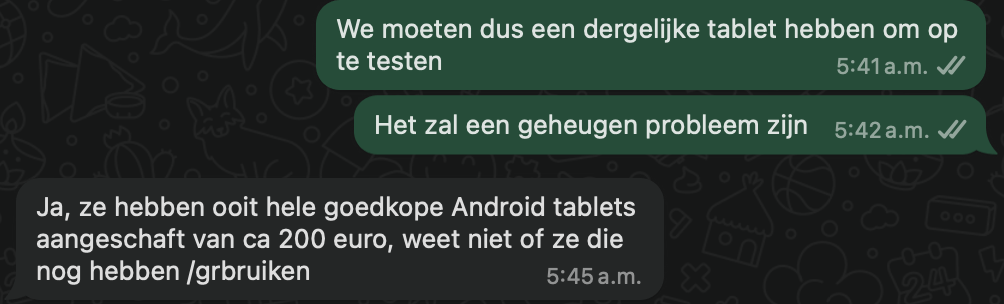 We moeten dus een dergelijke tablet hebben om op
te testen
5:41 a.m.
Het zal een geheugen probleem zijn
5:42 a.m.
Ja, ze hebben ooit hele goedkope Android tablets
aangeschaft van ca 200 euro, weet niet of ze die
nog hebben /grbruiken
5:45 a.m.